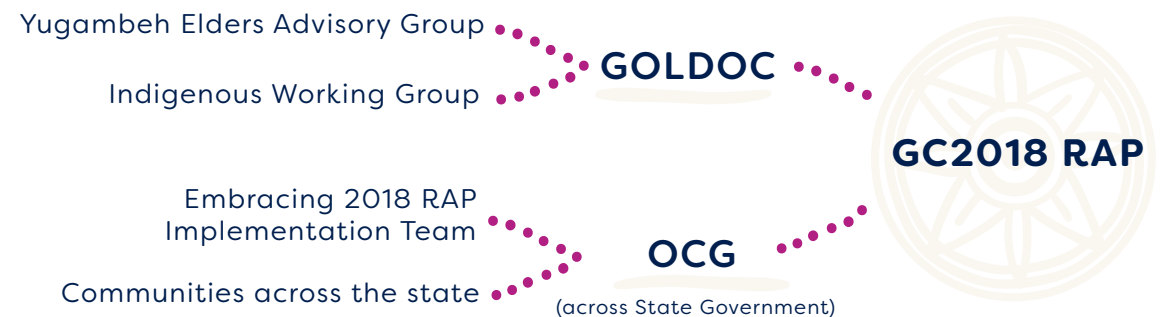 Yugambeh Elders Advisory Group
Indigenous Working Group
GOLDOC
Embracing 2018 RAP
Implementation Team
Communities across the state
OCG
(across State Government)
GC2018 RAP